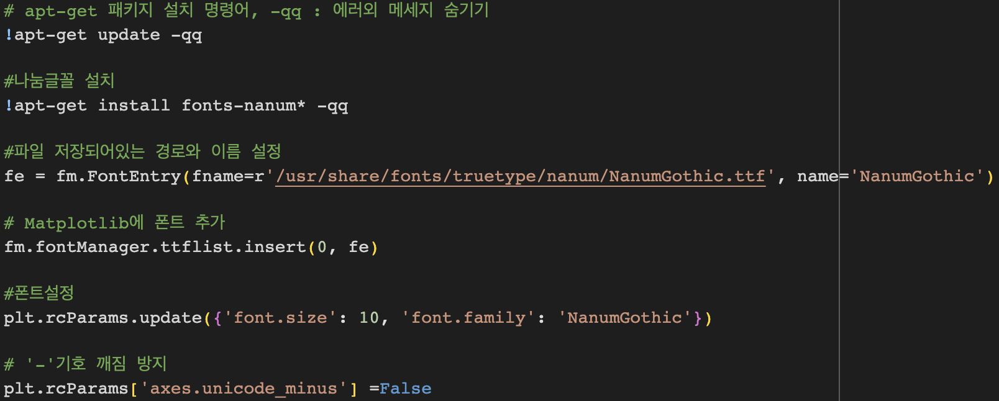 # apt-get 패키지 설치 명령어, -qq : 에러외 메세지 숨기기
!apt-get update -qq
#나눔글꼴 설치
!apt-get install fonts-nanum* -qq
#파일 저장되어있는 경로와 이름 설정
fe = fm.FontEntry(fname=r'/usr/share/fonts/truetype/nanum/NanumGothic.ttf', name='NanumGothic')
# Matplotlib에 폰트 추가
fm.fontManager.ttflist.insert(0, fe)
#폰트설정
plt.rcParams.update({'font.size': 10, 'font.family': 'NanumGothic'})
# '-'기호 깨짐 방지
plt.rcParams['axes.unicode_minus'] =False